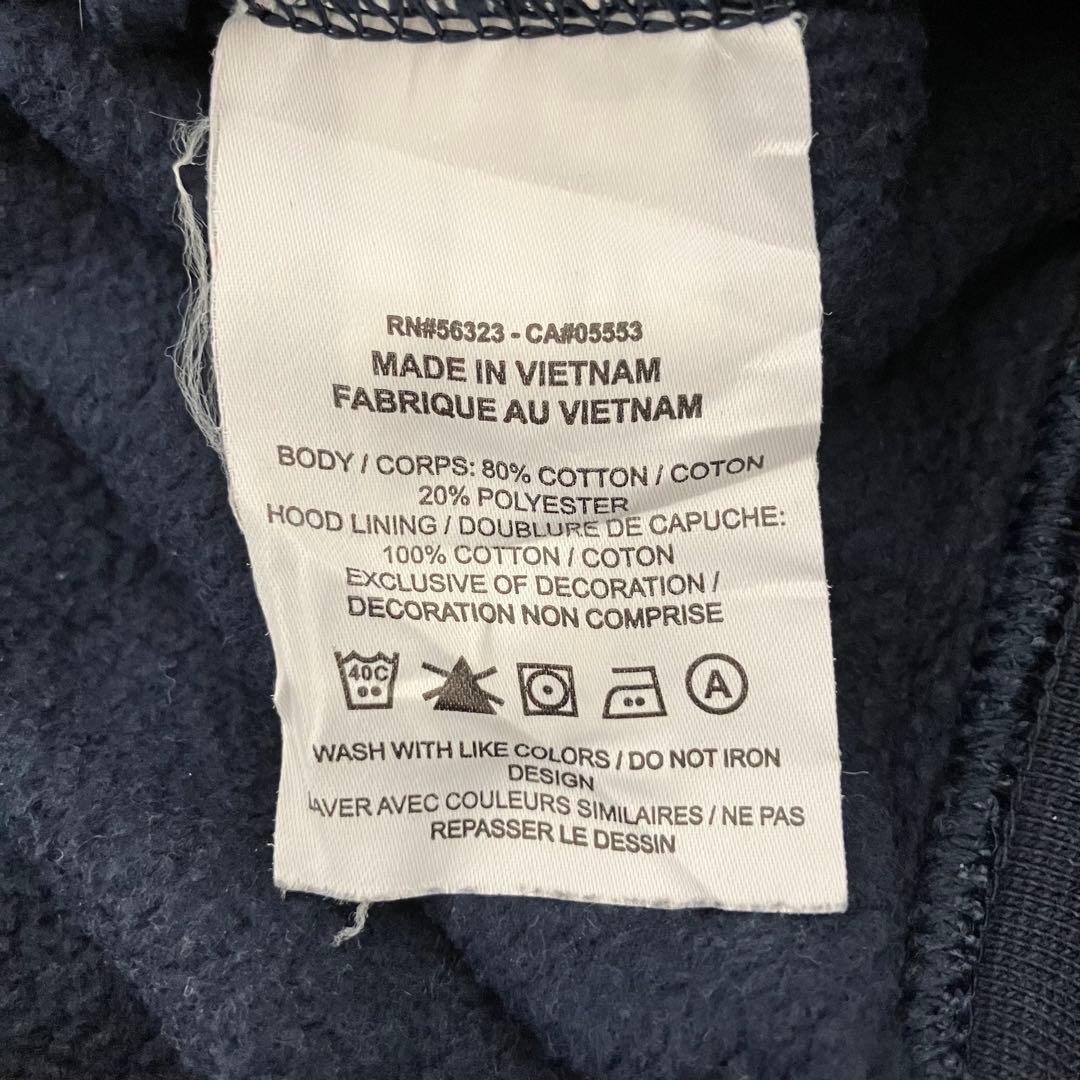 RN#56323 - CA#05553
MADE IN VIETNAM
FABRIQUE AU VIETNAM
BODY / CORPS: 80% COTTON / COTON
20% POLYESTER
HOOD LINING / DOUBLURE DE CAPUCHE:
100% COTTON / COTON
EXCLUSIVE OF DECORATION /
DECORATION NON COMPRISE
40C A
WASH WITH LIKE COLORS / DO NOT IRON
DESIGN
LAVER AVEC COULEURS SIMILAIRES / NE PAS
REPASSER LE DESSIN